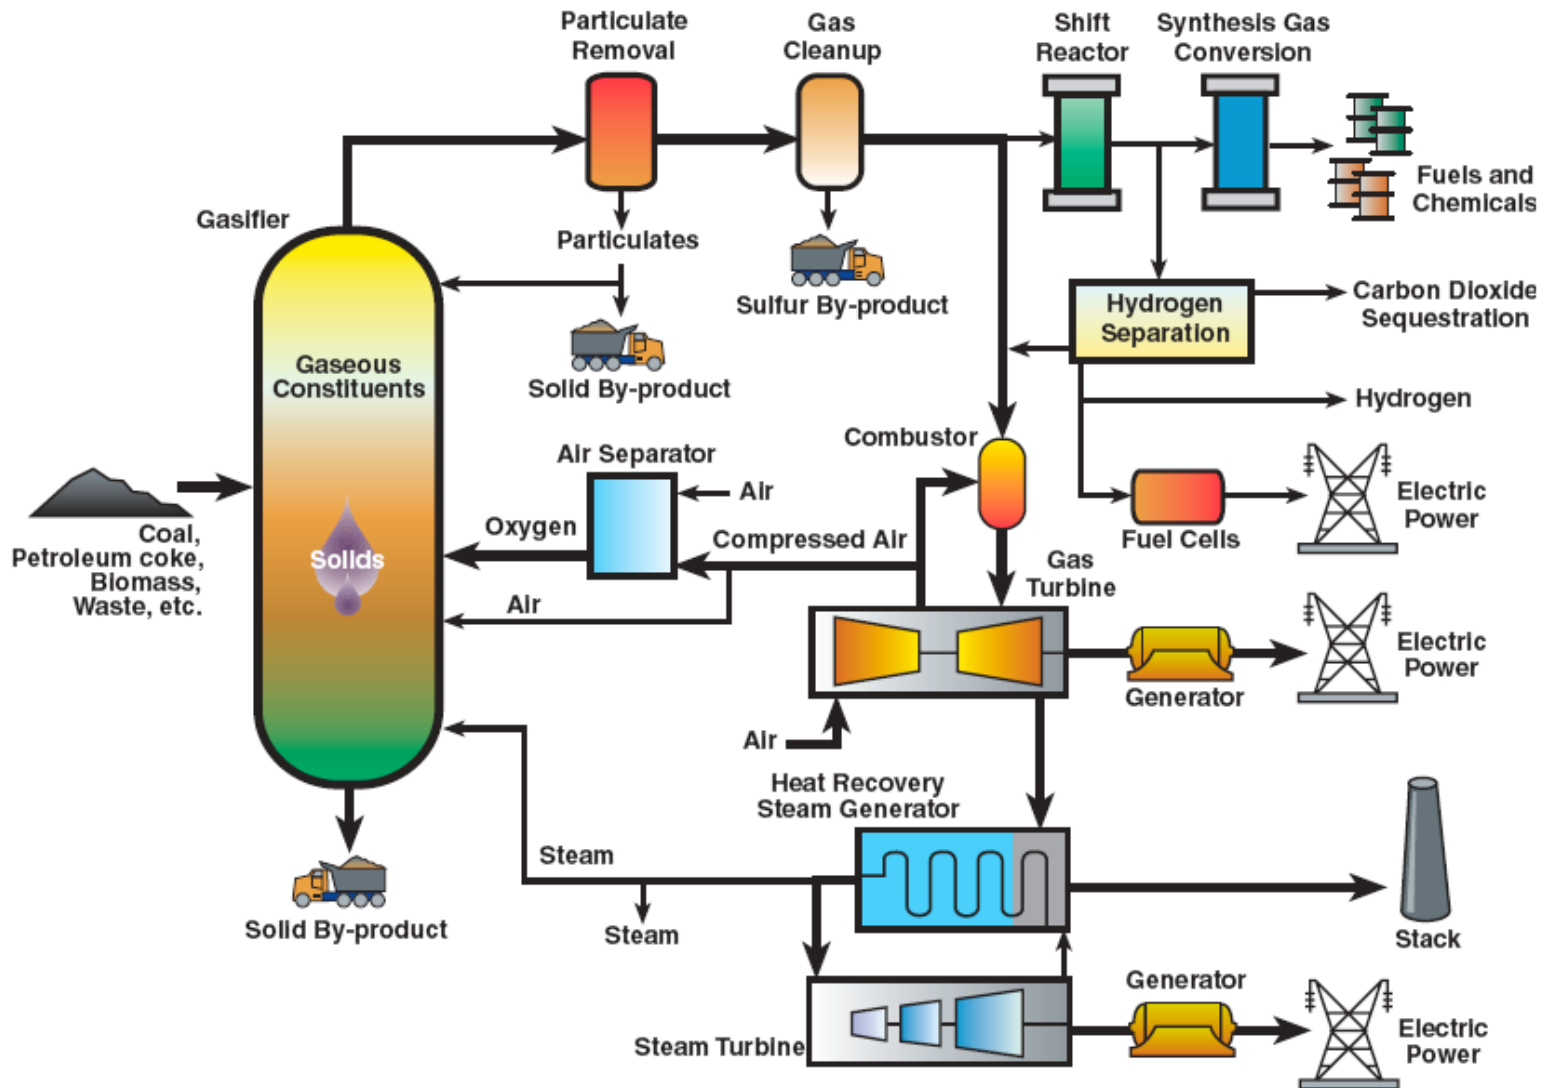 Particulate
Removal
Gas
Cleanup
Shift
Reactor
Synthesis Gas
Conversion
Fuels and
Chemicals
Gasifier
Particulates
Sulfur By-product
Solid By-product
Hydrogen
Separation
Carbon Dioxide
Sequestration
Hydrogen
Gaseous
Constituents
Combustor
Air Separator
Air
Fuel Cells
Electric
Power
Coal,
Petroleum coke,
Biomass,
Waste, etc.
Solids
Oxygen
Compressed Air
Air
Gas
Turbine
Generator
Electric
Power
Air
Heat Recovery
Steam Generator
Steam
Steam
Solid By-product
Stack
Steam Turbine
Generator
Electric
Power